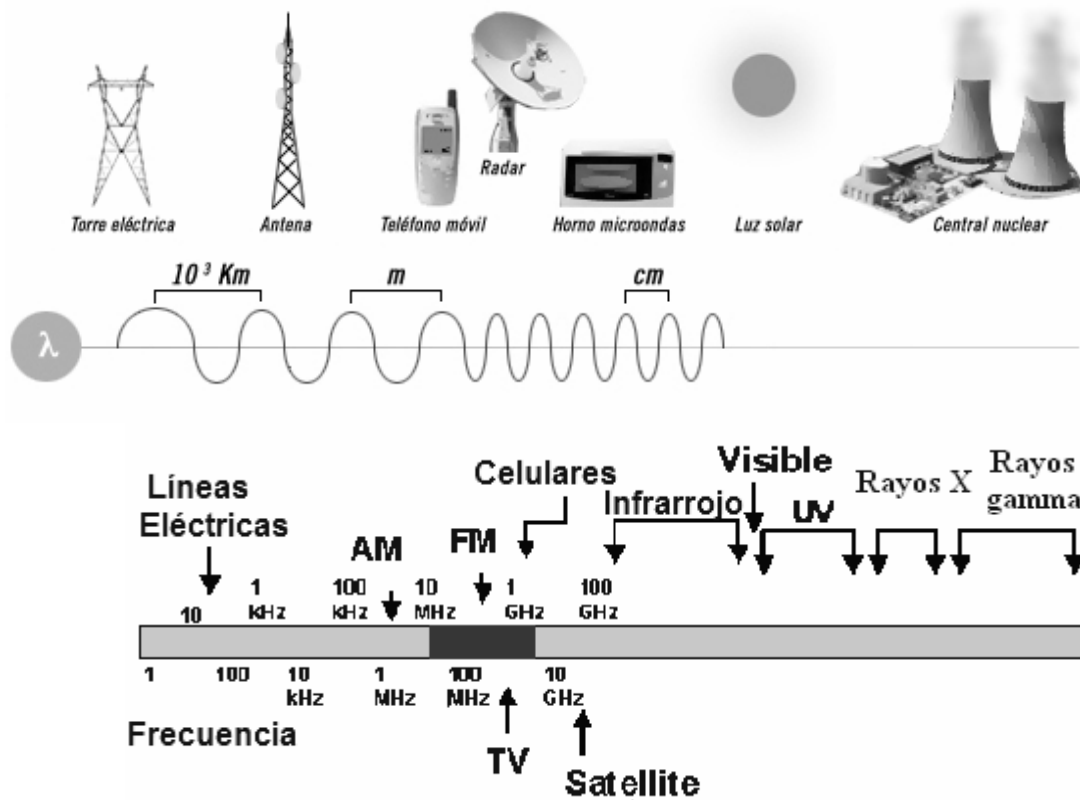 Radar
Torre eléctrica
Antena
Teléfono móvil
Horno microondas
Luz solar
Central nuclear
10 3 Km
m
cm
λ
Líneas
Eléctricas
AM
FM
Celulares
Infrarrojo
Visible
UV
Rayos X
Rayos
gamma
10
1
kHz
100
kHz
10
MHz
1
GHz
100
GHz
1
100
10
kHz
1
MHz
100
MHz
10
GHz
Frecuencia
TV
Satellite